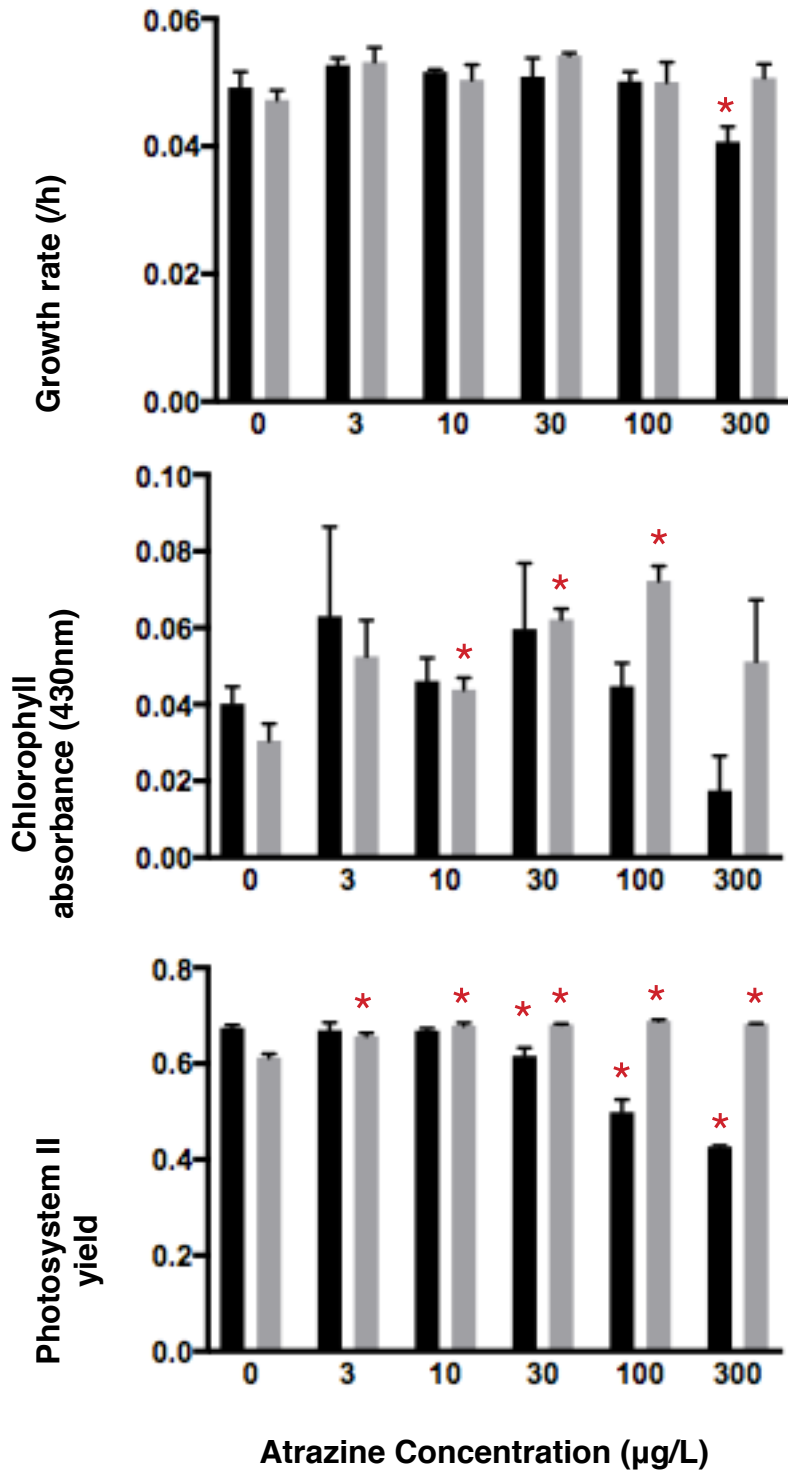 Growth rate (/h)
0.06
0.04
0.02
0.00
0 3 10 30 100 300
*
Chlorophyll
absorbance (430nm)
0.10
0.08
0.06
0.04
0.02
0.00
0 3 10 30 100 300
* * *
Photosystem II
yield
0.8
0.6
0.4
0.2
0.0
0 3 10 30 100 300
* * * * * * * *
Atrazine Concentration (µg/L)